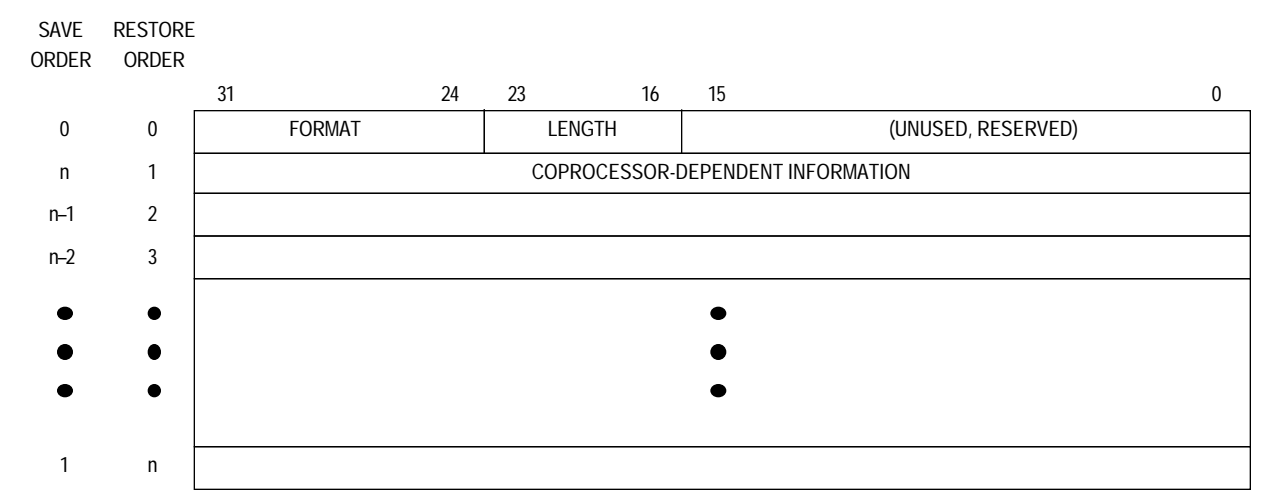 SAVE RESTORE
ORDER ORDER
31 24 23 16 15 0
0 0 FORMAT LENGTH (UNUSED, RESERVED)
n 1 COPROCESSOR-DEPENDENT INFORMATION
n–1 2
n–2 3
1 n